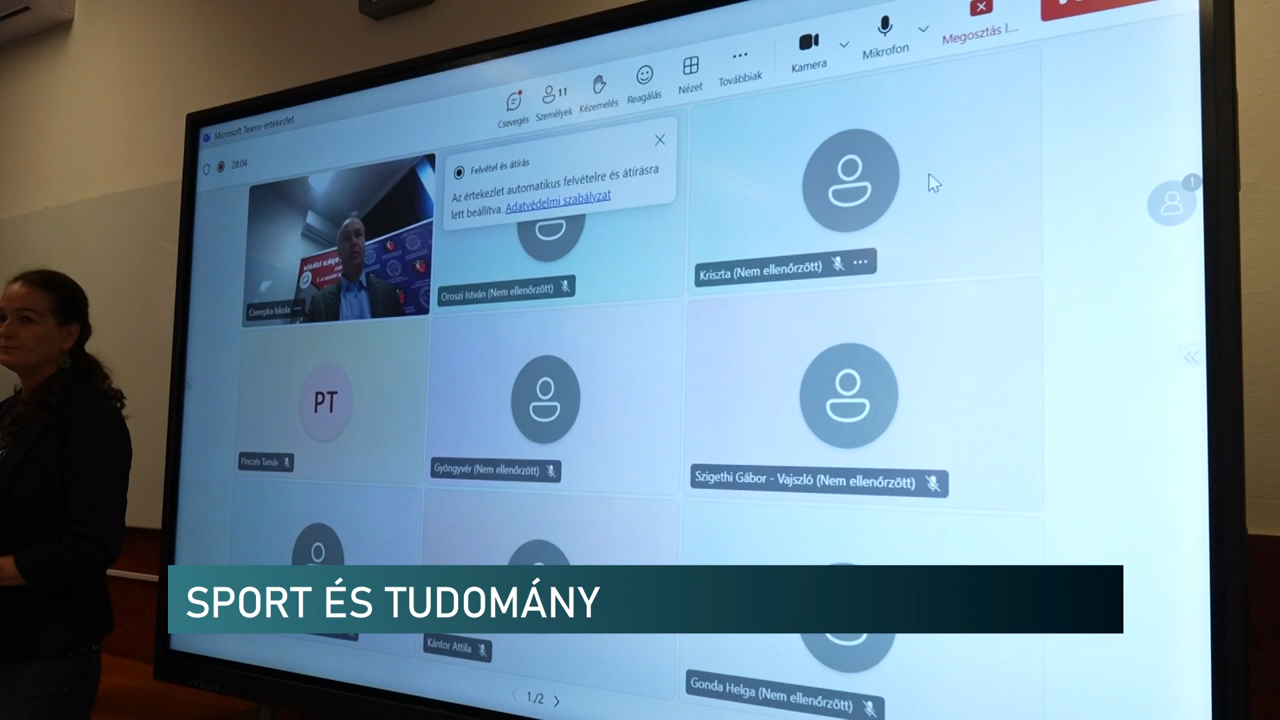 Microsoft Teams-értekezlet
28:04
Csevegés
11
Személyek
Kézemelés
Reagálás
Nézet
Továbbiak
Kamera
Mikrofon
Megosztás l...
Felvétel és átírás
Az értekezlet automatikus felvételre és átírásra
lett beállítva. Adatvédelmi szabályzat
1
Cserepka Iskola
Oroszi István (Nem ellenőrzött)
Kriszta (Nem ellenőrzött)
PT
Pinczés Tamás
Gyöngyvér (Nem ellenőrzött)
Szigethi Gábor - Vajszló (Nem ellenőrzött)
SPORT ÉS TUDOMÁNY
Kántor Attila
Gonda Helga (Nem ellenőrzött)
1/2